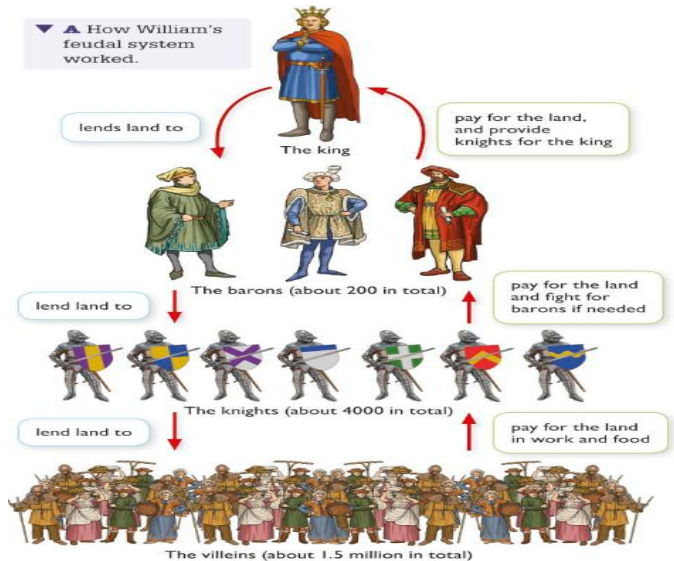 ▼ A How William's
feudal system
worked.
lends land to
pay for the land,
and provide
knights for the king
The king
The barons (about 200 in total)
lend land to
pay for the land
and fight for
barons if needed
The knights (about 4000 in total)
lend land to
pay for the land
in work and food
The villeins (about 1.5 million in total)